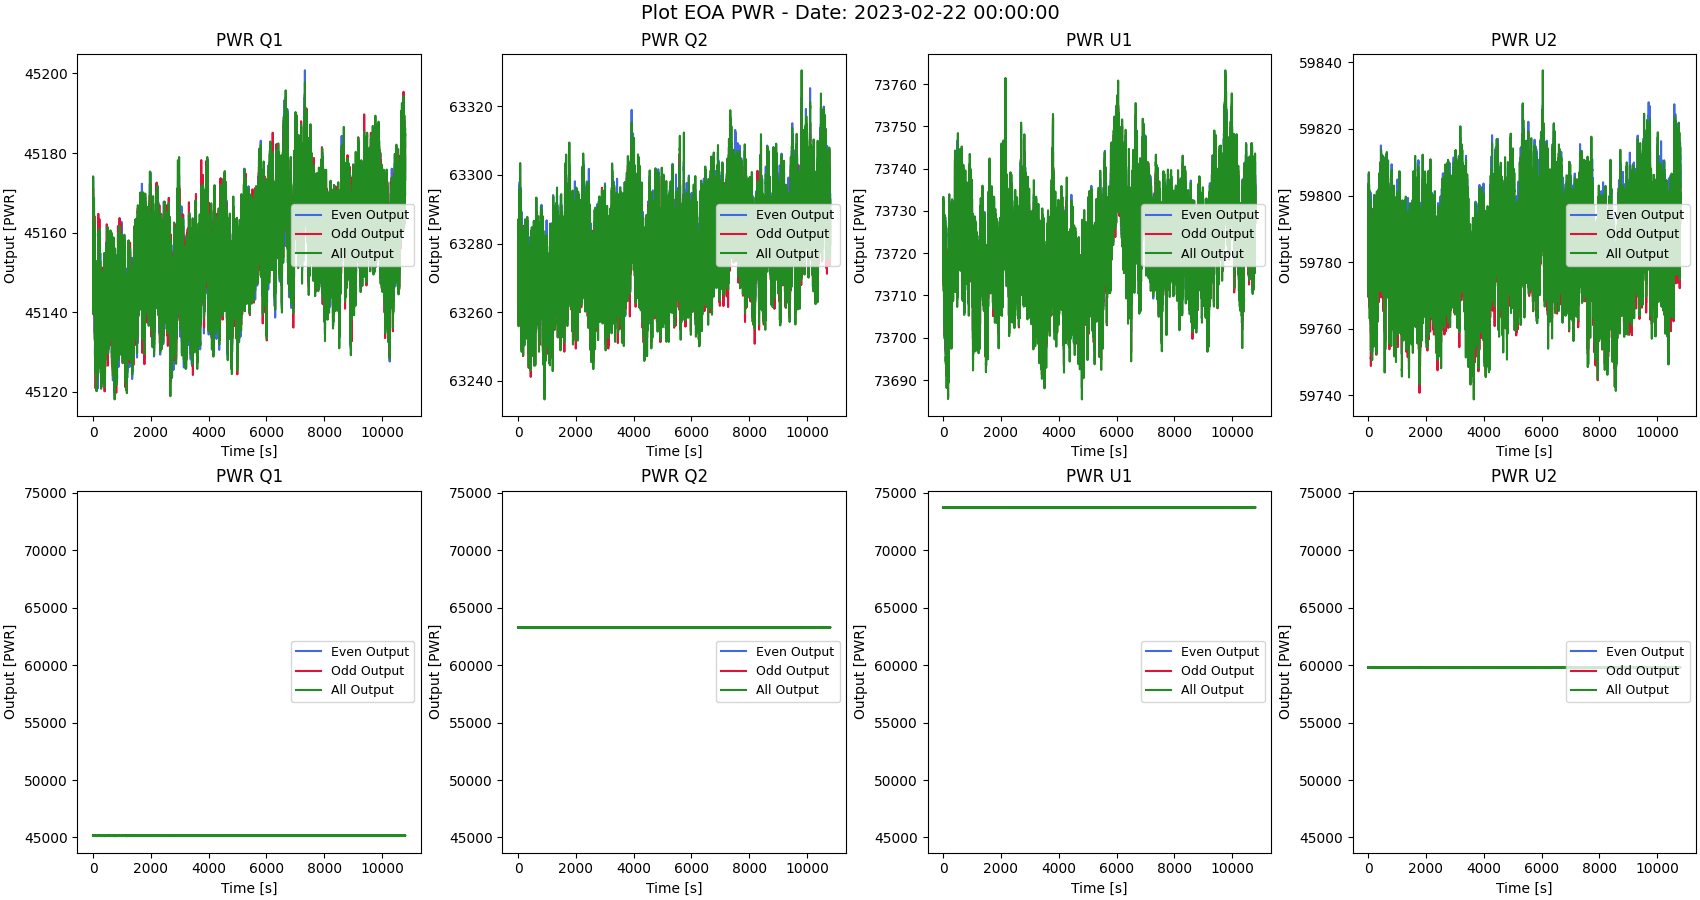 Plot EOA PWR - Date: 2023-02-22 00:00:00
PWR Q1
Output [PWR]
45200
45180
45160
45140
45120
Even Output
Odd Output
All Output
0 2000 4000 6000 8000 10000
Time [s]
PWR Q2
Output [PWR]
63320
63300
63280
63260
63240
Even Output
Odd Output
All Output
0 2000 4000 6000 8000 10000
Time [s]
PWR U1
Output [PWR]
73760
73750
73740
73730
73720
73710
73700
73690
Even Output
Odd Output
All Output
0 2000 4000 6000 8000 10000
Time [s]
PWR U2
Output [PWR]
59840
59820
59800
59780
59760
59740
Even Output
Odd Output
All Output
0 2000 4000 6000 8000 10000
Time [s]
PWR Q1
Output [PWR]
75000
70000
65000
60000
55000
50000
45000
Even Output
Odd Output
All Output
0 2000 4000 6000 8000 10000
Time [s]
PWR Q2
Output [PWR]
75000
70000
65000
60000
55000
50000
45000
Even Output
Odd Output
All Output
0 2000 4000 6000 8000 10000
Time [s]
PWR U1
Output [PWR]
75000
70000
65000
60000
55000
50000
45000
Even Output
Odd Output
All Output
0 2000 4000 6000 8000 10000
Time [s]
PWR U2
Output [PWR]
75000
70000
65000
60000
55000
50000
45000
Even Output
Odd Output
All Output
0 2000 4000 6000 8000 10000
Time [s]